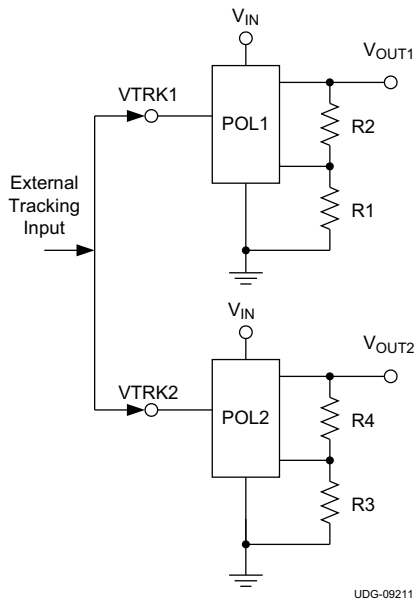 VIN
VOUT1
VTRK1
POL1
R2
R1
External
Tracking
Input
VIN
VOUT2
VTRK2
POL2
R4
R3
UDG-09211